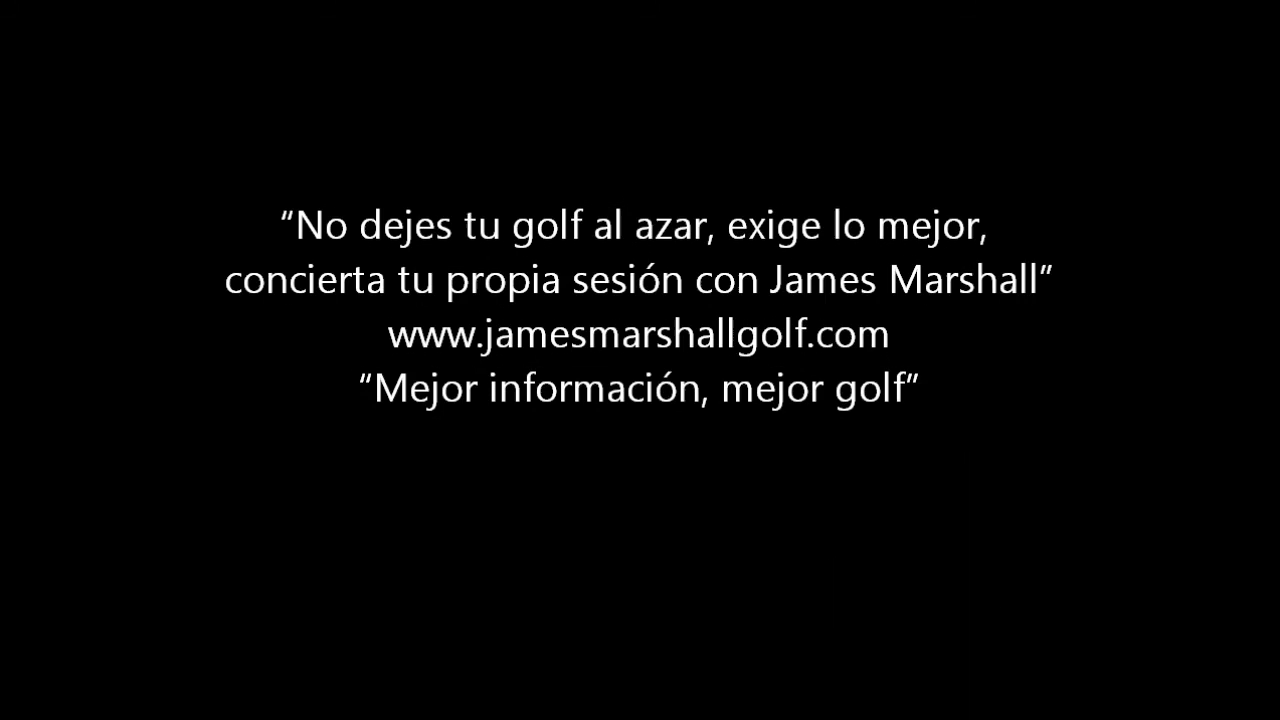 “No dejes tu golf al azar, exige lo mejor,
concierta tu propia sesión con James Marshall”
www.jamesmarshallgolf.com
“Mejor información, mejor golf”